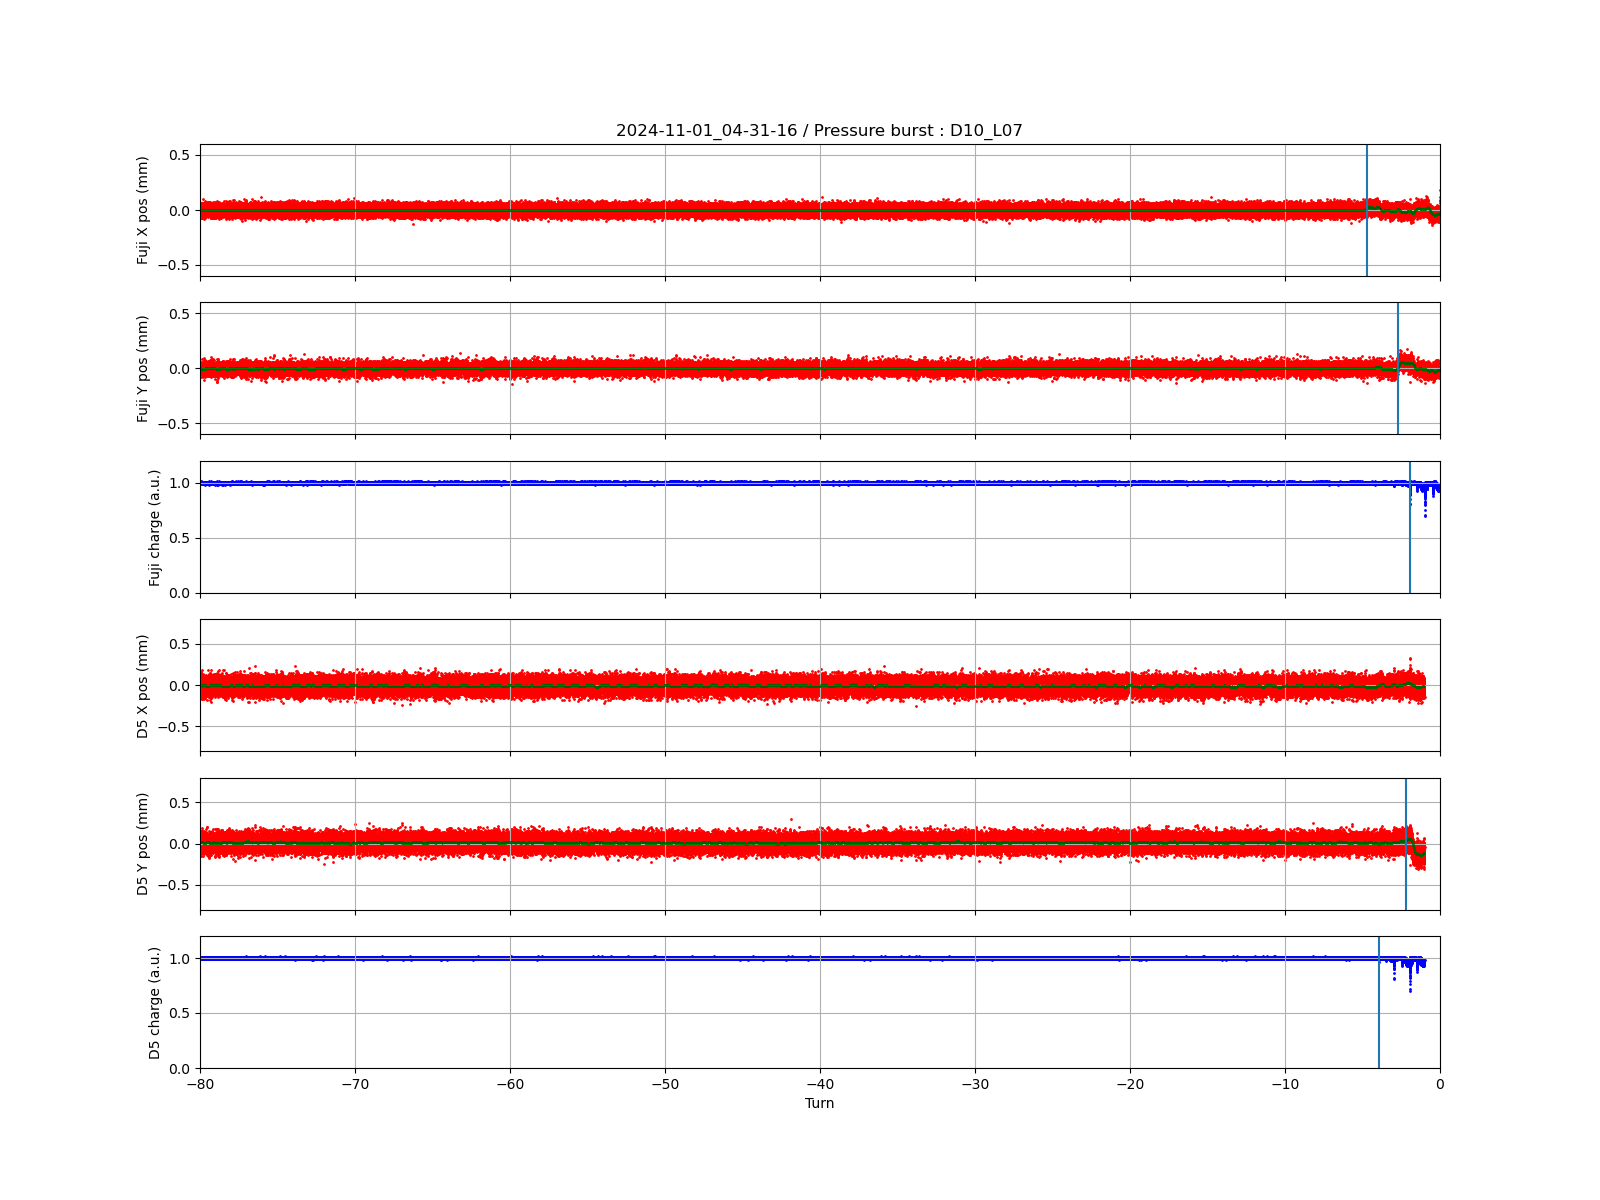 2024-11-01_04-31-16 / Pressure burst : D10_L07
Fuji X pos (mm)
0.5
0.0
−0.5
Fuji Y pos (mm)
0.5
0.0
−0.5
Fuji charge (a.u.)
1.0
0.5
0.0
D5 X pos (mm)
0.5
0.0
−0.5
D5 Y pos (mm)
0.5
0.0
−0.5
D5 charge (a.u.)
1.0
0.5
0.0
−80 −70 −60 −50 −40 −30 −20 −10 0
Turn